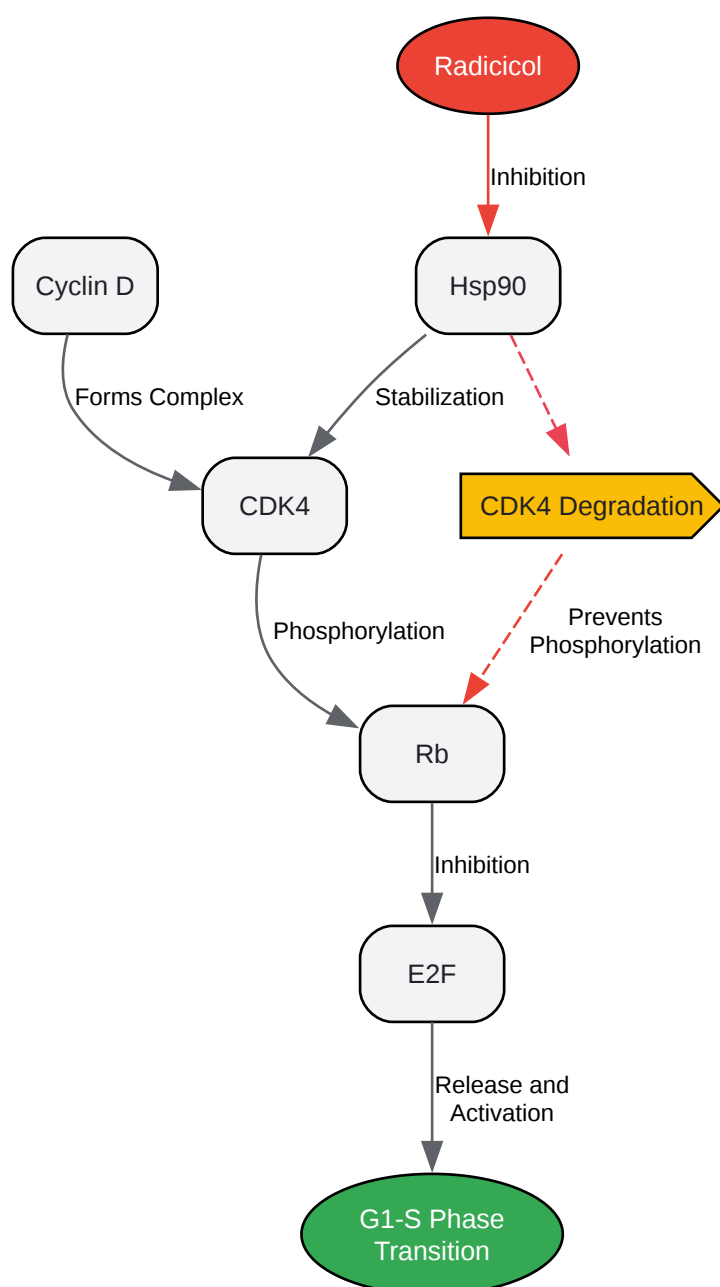 Radicicol
Inhibition
Cyclin D
Hsp90
Forms Complex
Stabilization
CDK4
CDK4 Degradation
Phosphorylation
Prevents
Phosphorylation
Rb
Inhibition
E2F
Release and
Activation
G1-S Phase
Transition